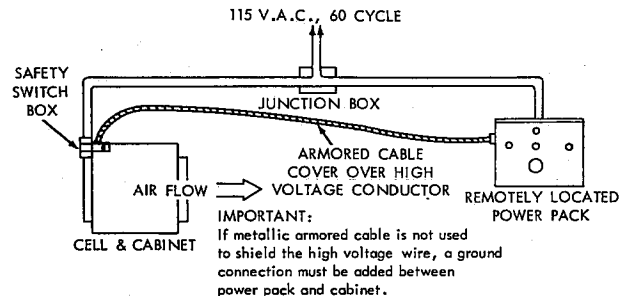 115 V.A.C., 60 CYCLE
SAFETY
SWITCH
BOX
JUNCTION BOX
ARMORED CABLE
COVER OVER HIGH
VOLTAGE CONDUCTOR
AIR FLOW
REMOTELY LOCATED
POWER PACK
CELL & CABINET
IMPORTANT:
If metallic armored cable is not used
to shield the high voltage wire, a ground
connection must be added between
power pack and cabinet.